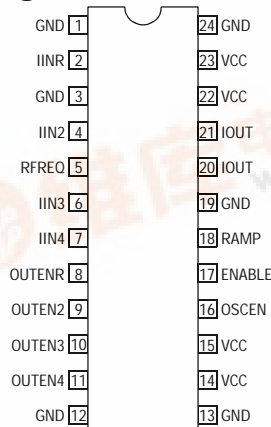 GND 1 24 GND
IINR 2 23 VCC
GND 3 22 VCC
IIN2 4 21 IOUT
RFREQ 5 20 IOUT
IIN3 6 19 GND
IIN4 7 18 RAMP
OUTENR 8 17 ENABLE
OUTEN2 9 16 OSCEN
OUTEN3 10 15 VCC
OUTEN4 11 14 VCC
GND 12 13 GND